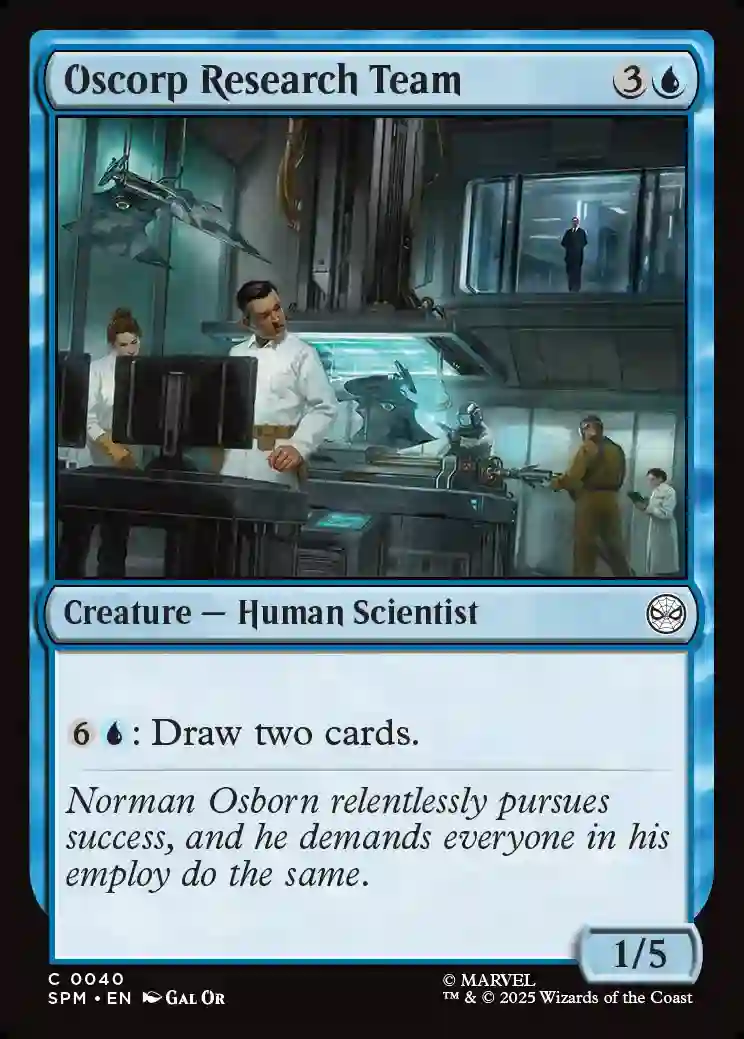 Oscorp Research Team 3
Creature — Human Scientist
6 : Draw two cards.
Norman Osborn relentlessly pursues
success, and he demands everyone in his
employ do the same.
1/5
C 0040
SPM • EN Gal Or
© MARVEL
™ & © 2025 Wizards of the Coast